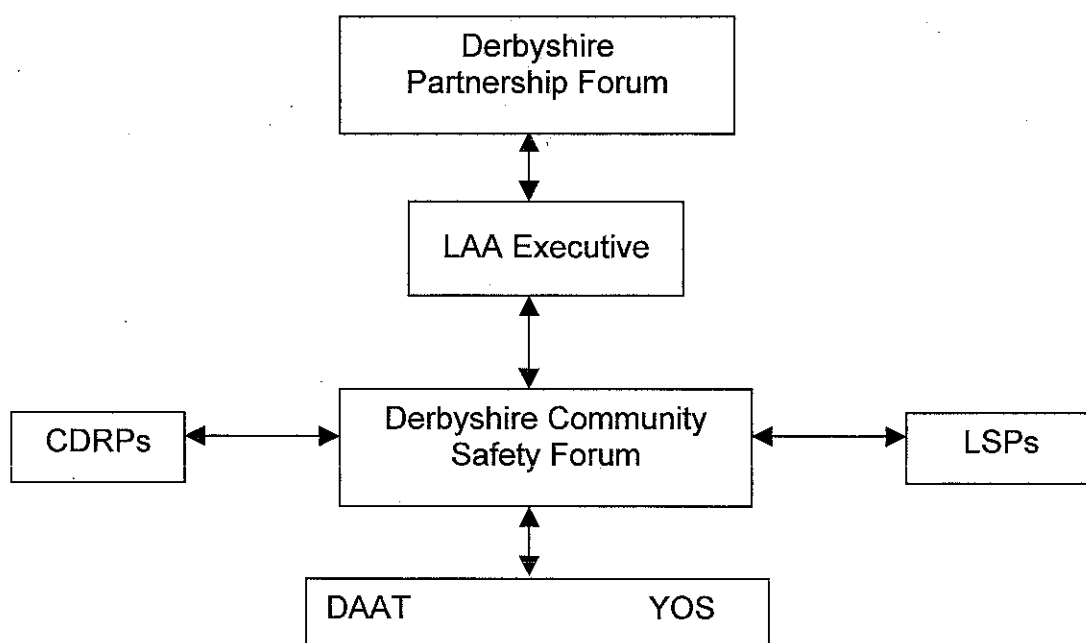 Derbyshire
Partnership Forum
LAA Executive
CDRPs
Derbyshire Community
Safety Forum
LSPs
DAAT YOS